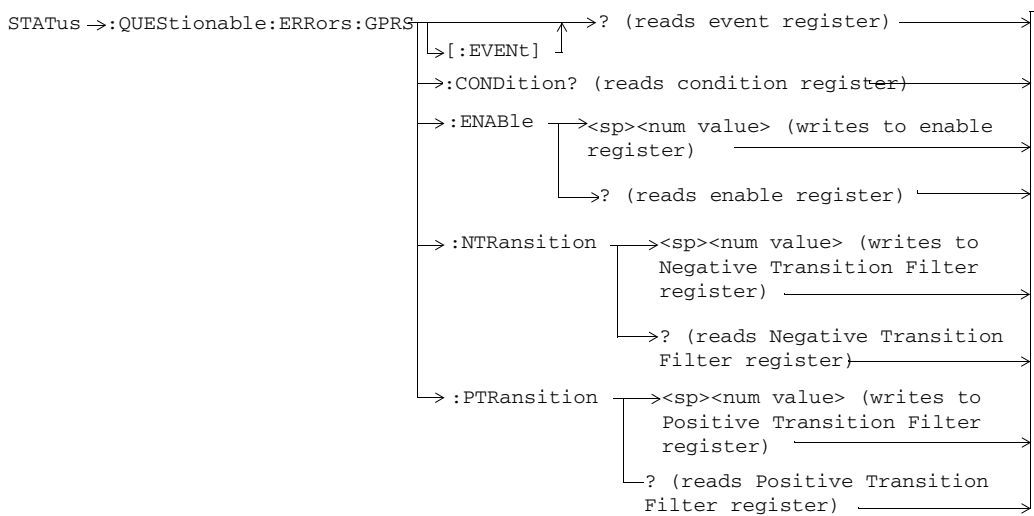 STATus :QUEStionable:ERRors:GPRS ? (reads event register)
[:EVENt]
:CONDition? (reads condition register)
:ENABle <sp><num value> (writes to enable
register)
? (reads enable register)
:NTRansition <sp><num value> (writes to
Negative Transition Filter
register)
? (reads Negative Transition
Filter register)
:PTRansition <sp><num value> (writes to
Positive Transition Filter
register)
? (reads Positive Transition
Filter register)